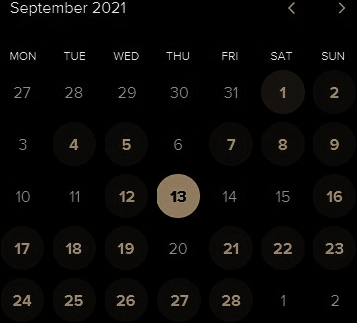 September 2021
MON TUE WED THU FRI SAT SUN
27 28 29 30 31 1 2
3 4 5 6 7 8 9
10 11 12 13 14 15 16
17 18 19 20 21 22 23
24 25 26 27 28 1 2